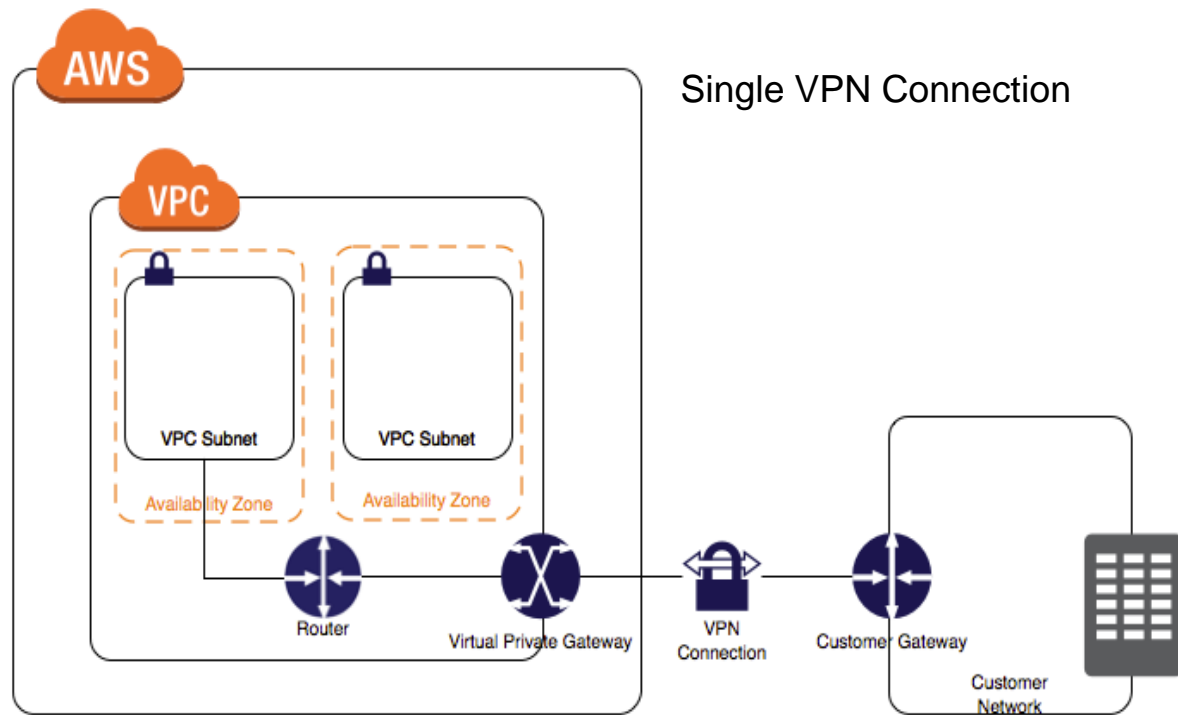 AWS
Single VPN Connection
VPC
VPC Subnet
VPC Subnet
Availability Zone
Availability Zone
Router
Virtual Private Gateway
VPN
Connection
Customer Gateway
Customer
Network